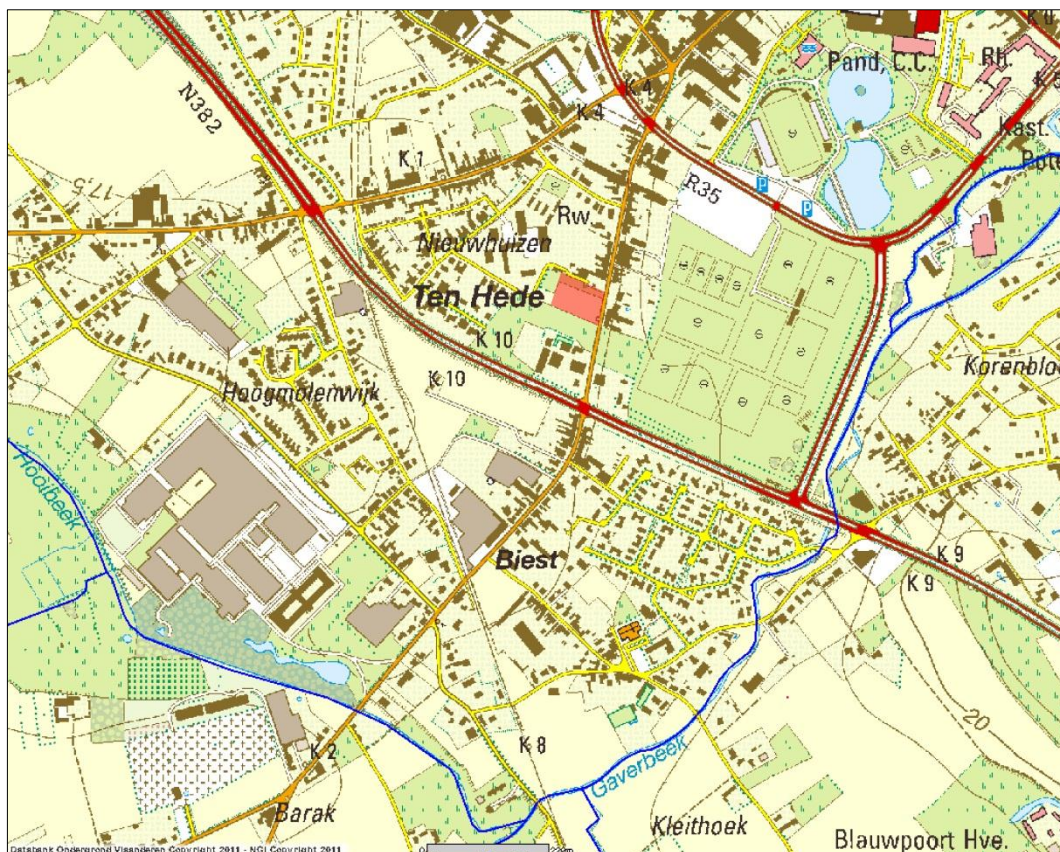 K 4
K 4
Pand, C.C.
Rh.
Kast.
N382
K 1
17.5
R35
P
P
Rw.
Nieuwhuizen
Ten Hede
K 10
K 10
Hoogmolenwijk
Hooibeek
Biest
K 9
K 9
20
K 8
Gaverbeek
K 2
Barak
Kleithoek
Blauwpoort Hve.
Databank Ondergrond Vlaanderen Copyright 2011 - NGI Copyright 2011